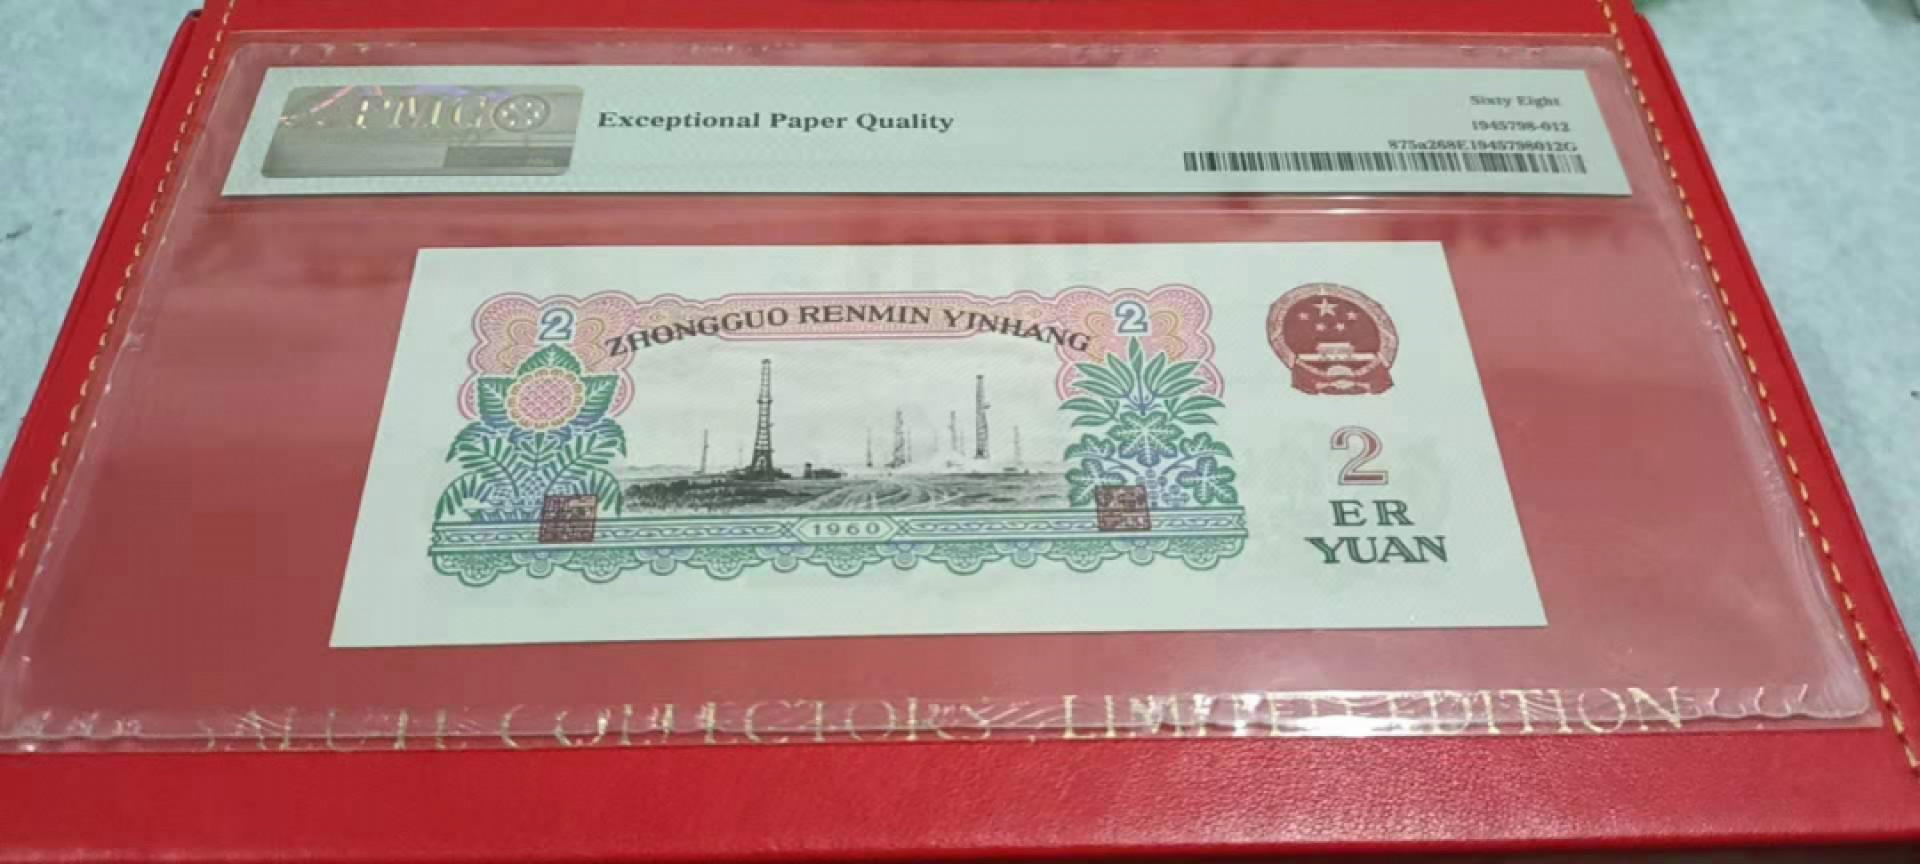 PMG
Exceptional Paper Quality
Sixty Eight
1945798-012
875a268E1945798012G
2
ZHONGGUO RENMIN YINHANG
2
1960
2
ER
YUAN
COLLECTORS, LIMITED EDITION